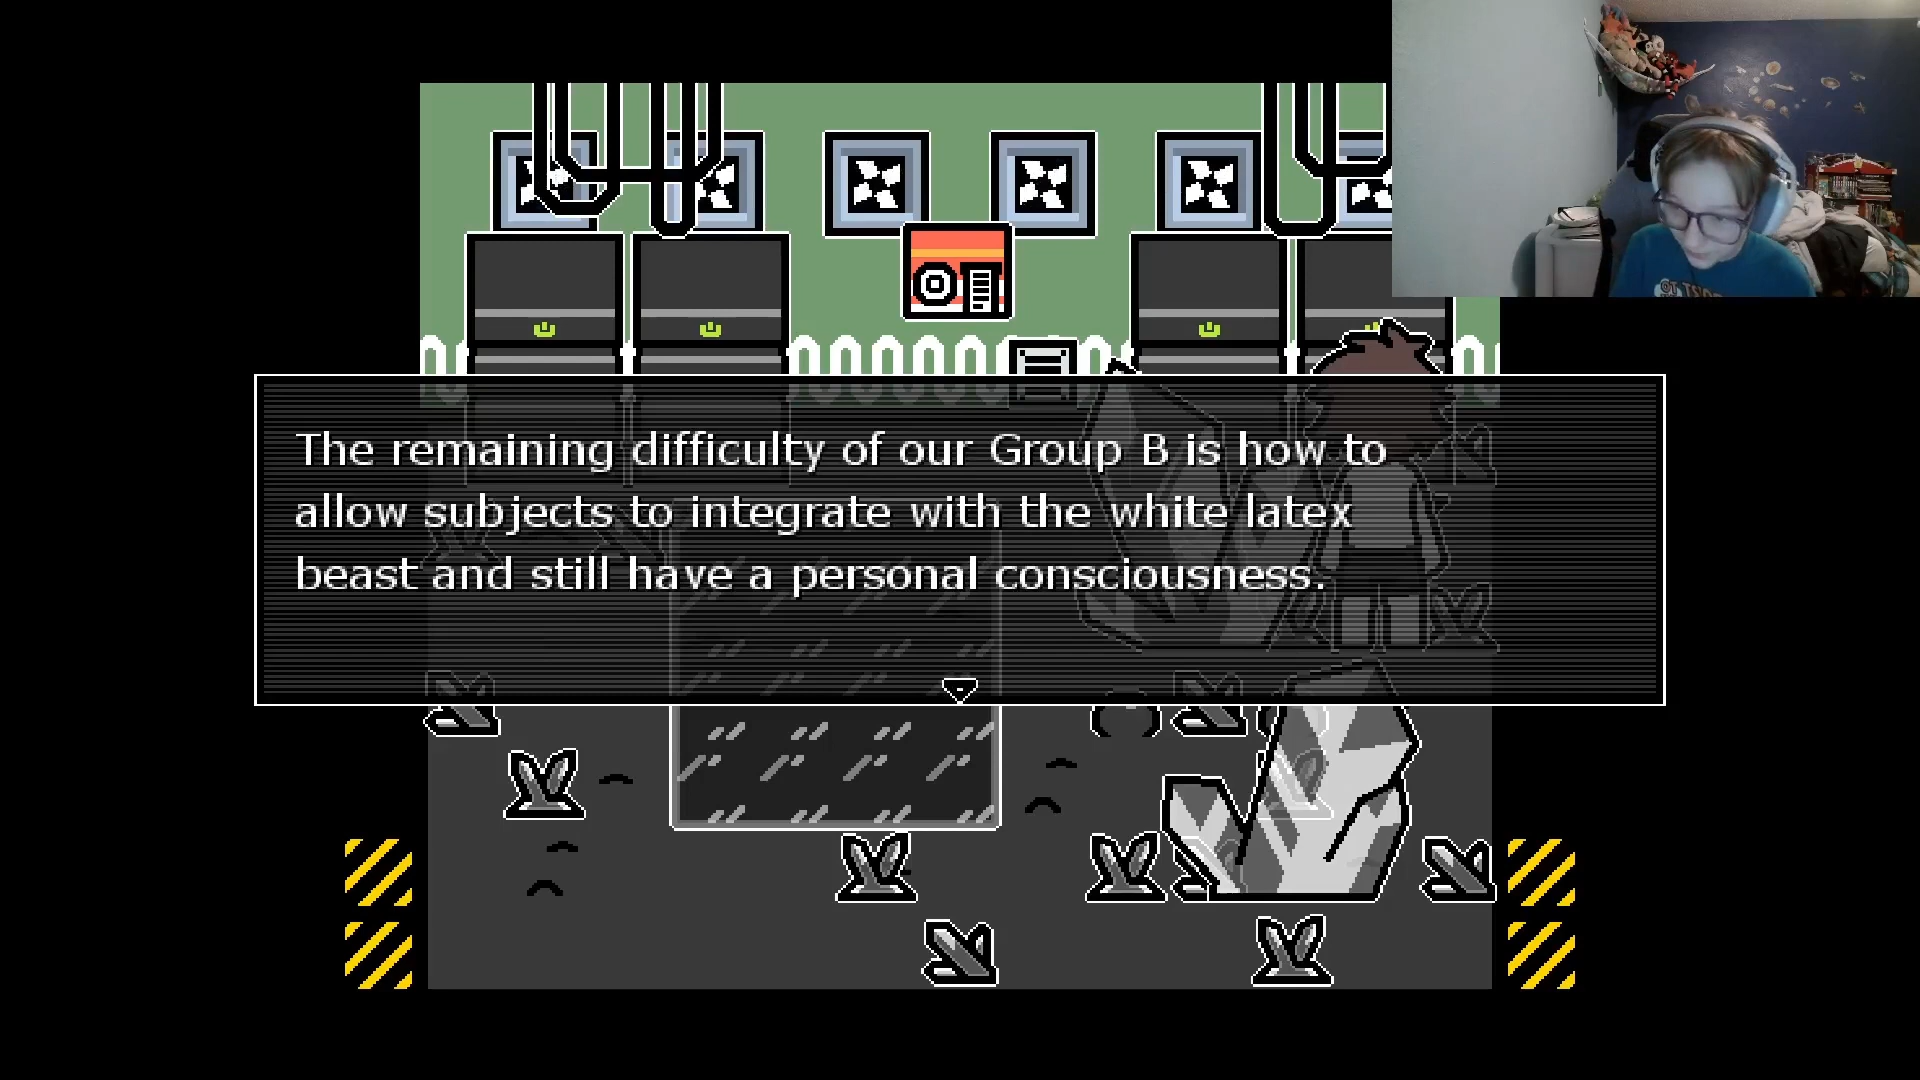 The remaining difficulty of our Group B is how to
allow subjects to integrate with the white latex
beast and still have a personal consciousness.